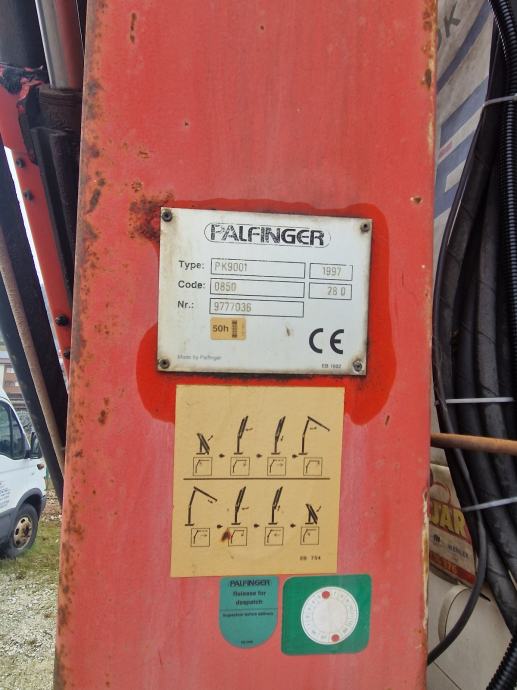 PALFINGER
Type: PK9001 1997
Code: 0850 28 0
Nr.: 9777036
50h
CE
Made by Palfinger
EB 1602
EB 754
PALFINGER
Release for
despatch